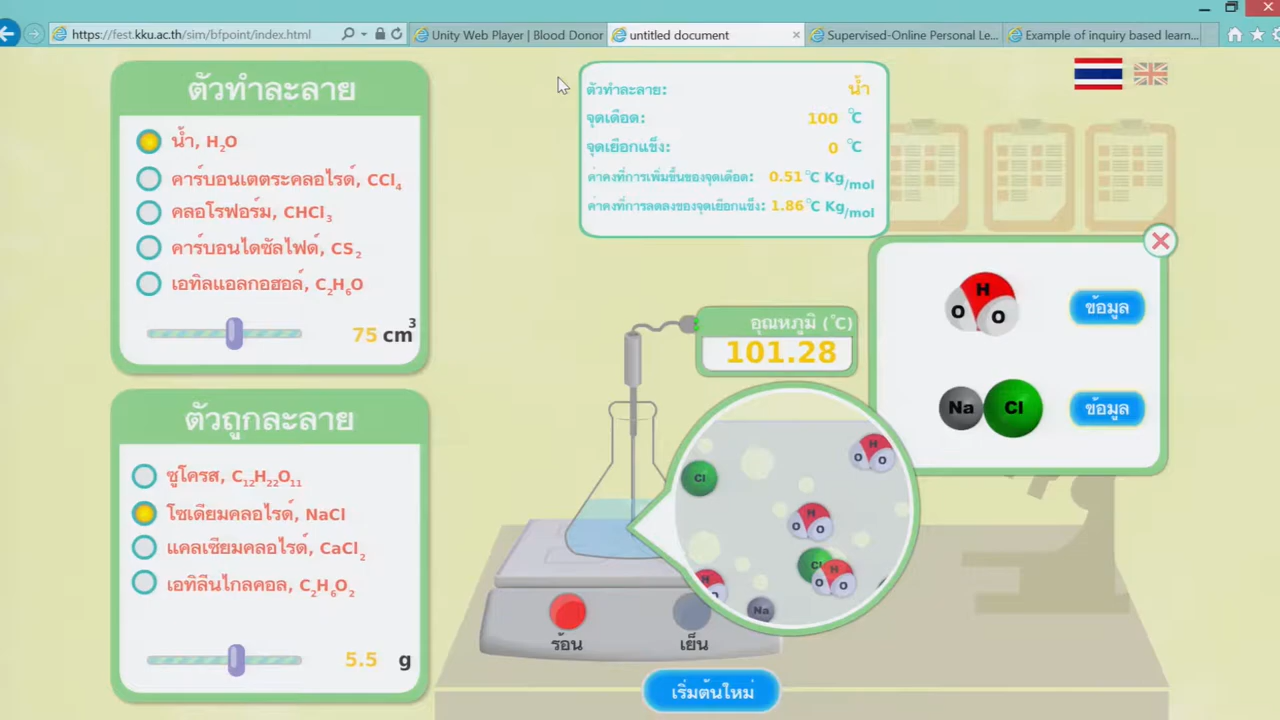 https://fest.kku.ac.th/sim/bfpoint/index.html
Unity Web Player | Blood Donor
untitled document
Supervised-Online Personal Le...
Example of inquiry based learn...
ตัวทำละลาย
น้ำ, H₂O
คาร์บอนเตตระคลอไรด์, CCl₄
คลอโรฟอร์ม, CHCl₃
คาร์บอนไดซัลไฟด์, CS₂
เอทิลแอลกอฮอล์, C₂H₆O
75 cm³
ตัวถูกละลาย
ซูโครส, C₁₂H₂₂O₁₁
โซเดียมคลอไรด์, NaCl
แคลเซียมคลอไรด์, CaCl₂
เอทิลีนไกลคอล, C₂H₆O₂
5.5 g
ตัวทำละลาย: น้ำ
จุดเดือด: 100 °C
จุดเยือกแข็ง: 0 °C
ค่าคงที่การเพิ่มขึ้นของจุดเดือด: 0.51 °C Kg/mol
ค่าคงที่การลดลงของจุดเยือกแข็ง: 1.86 °C Kg/mol
อุณหภูมิ (°C)
101.28
H
O O
ข้อมูล
Na Cl
ข้อมูล
H
O O
Cl
H
O O
Cl
H
O O
H
O
Na
ร้อน
เย็น
เริ่มต้นใหม่